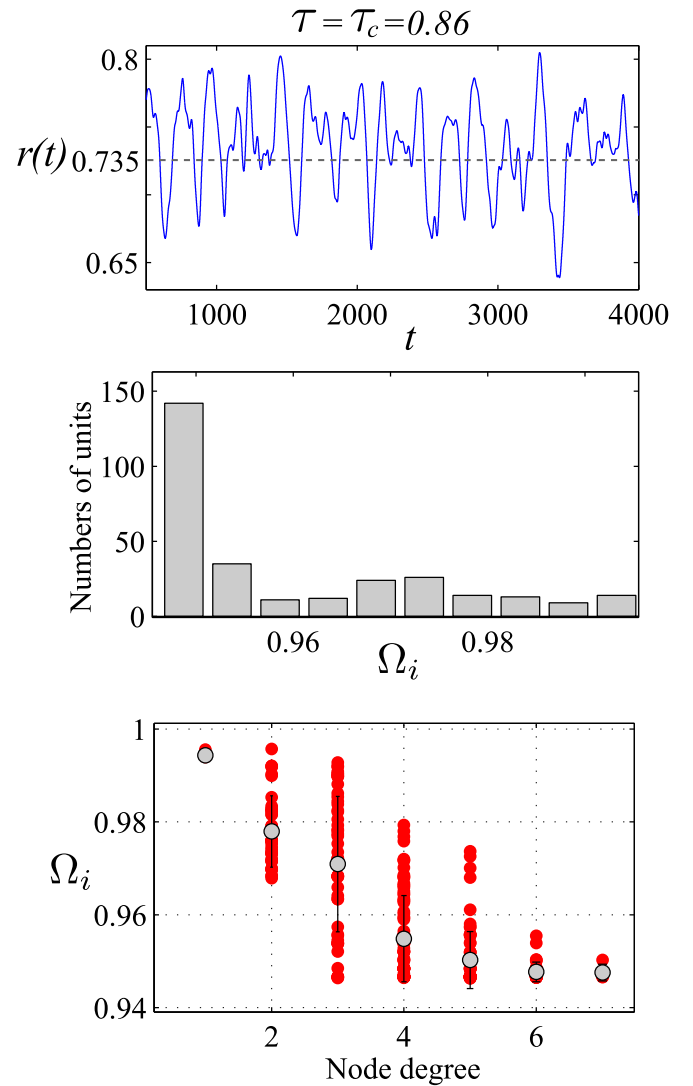 τ = τc=0.86
0.8
r(t) 0.735
0.65
1000 2000 3000 4000
t
150
100
50
0
Numbers of units
0.96 0.98
Ωi
1
0.98
0.96
0.94
Ωi
2 4 6
Node degree